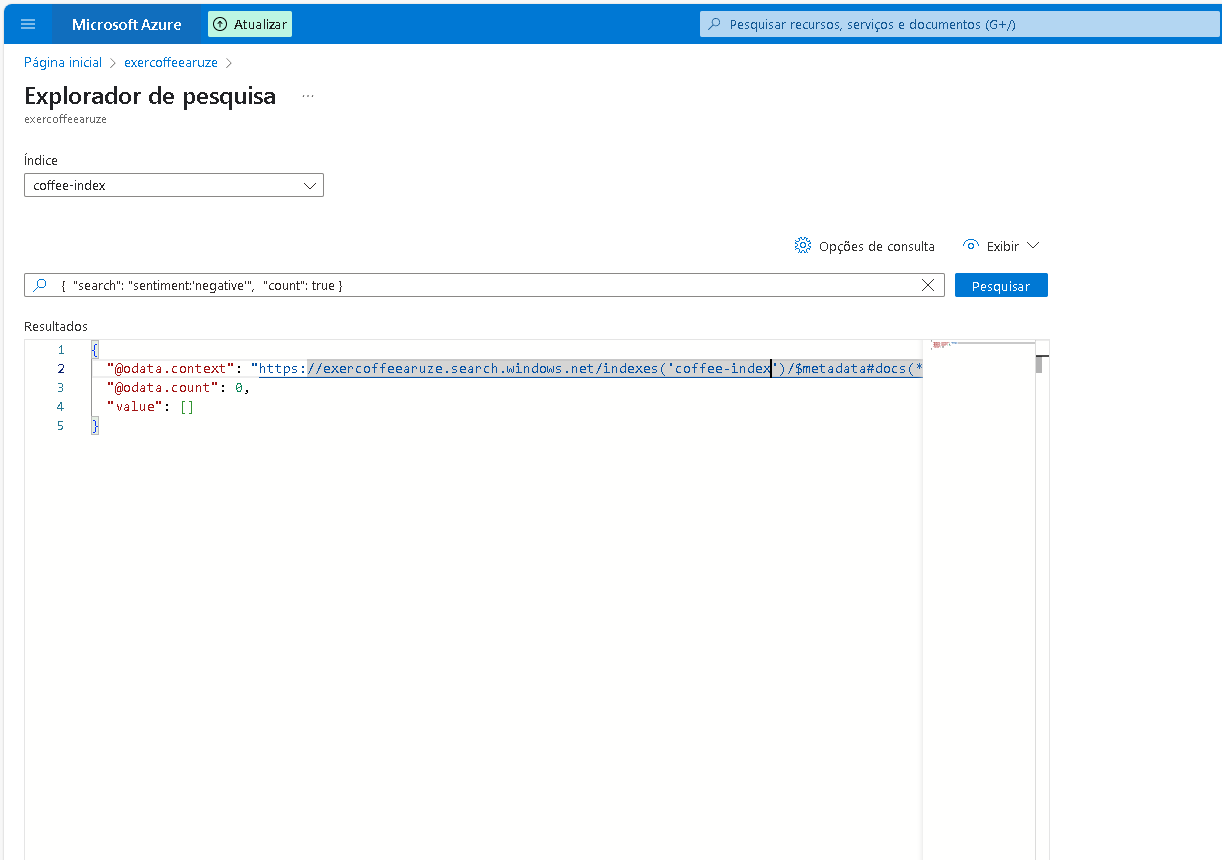 Microsoft Azure
Atualizar
Pesquisar recursos, serviços e documentos (G+/)
Página inicial > exercoffeearuze >
Explorador de pesquisa ...
exercoffeearuze
Índice
coffee-index
Opções de consulta
Exibir
{ "search": "sentiment:'negative'", "count": true }
Pesquisar
Resultados
1 {
2 "@odata.context": "https://exercoffeearuze.search.windows.net/indexes('coffee-index')/$metadata#docs(*
3 "@odata.count": 0,
4 "value": []
5 }